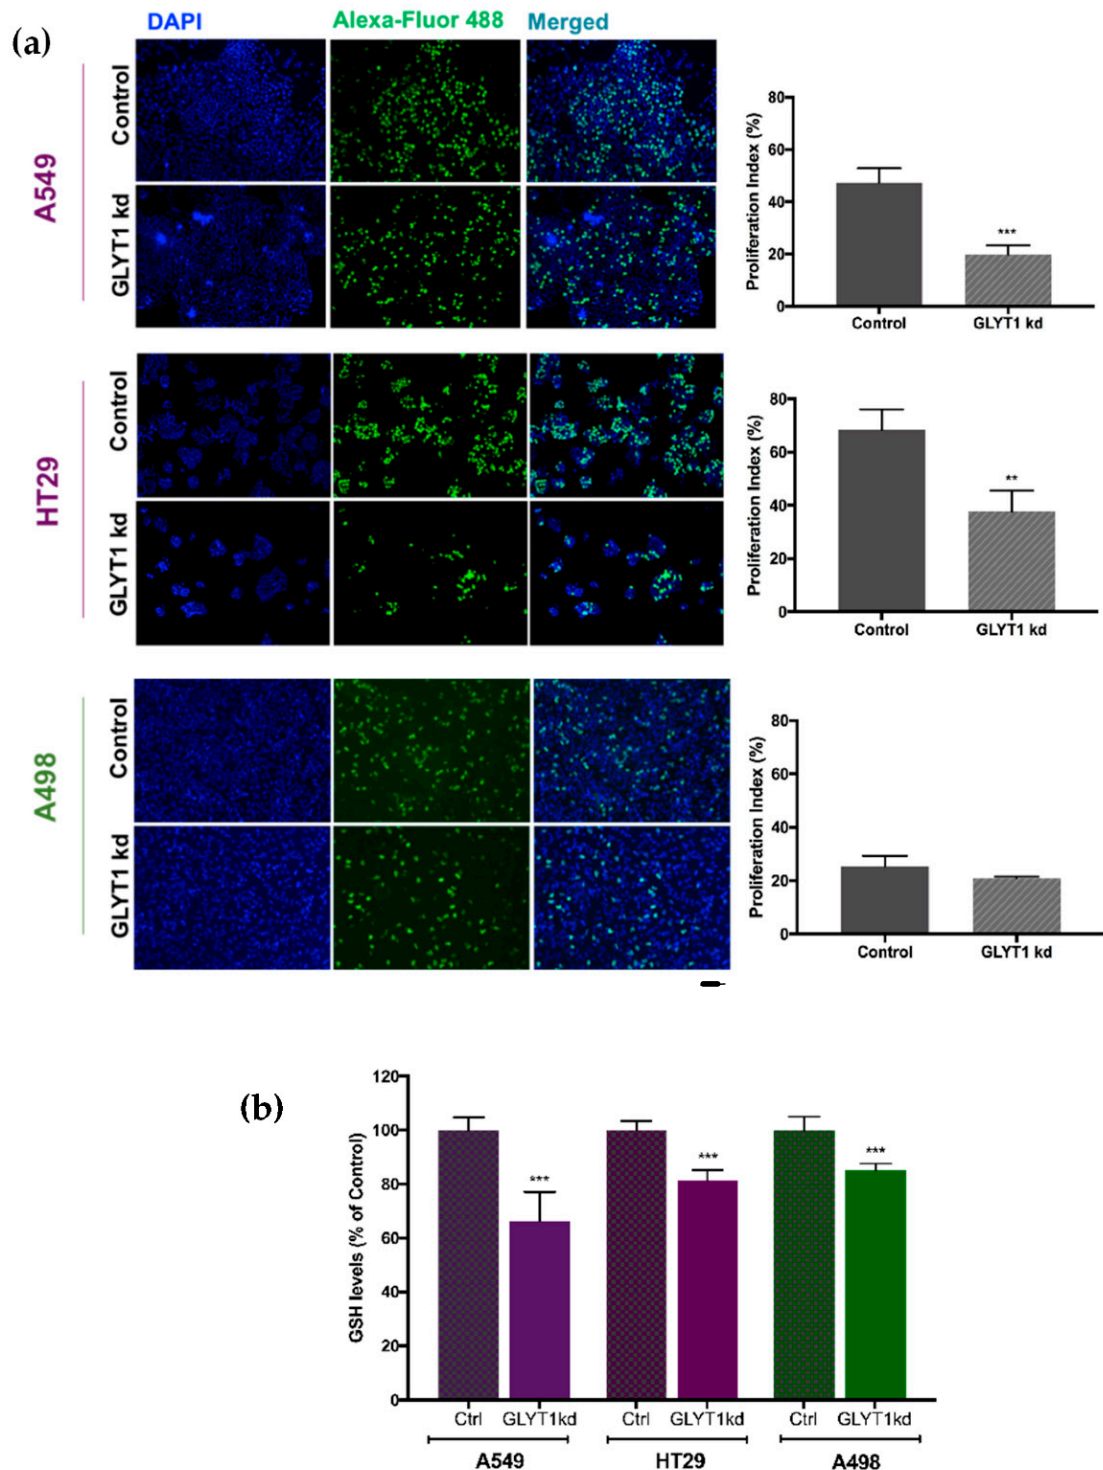 (a)
DAPI Alexa-Fluor 488 Merged
A549
Control
GLYT1 kd
Proliferation Index (%)
80
60
40
20
0
***
Control GLYT1 kd
HT29
Control
GLYT1 kd
Proliferation Index (%)
80
60
40
20
0
**
Control GLYT1 kd
A498
Control
GLYT1 kd
Proliferation Index (%)
80
60
40
20
0
Control GLYT1 kd
(b)
GSH levels (% of Control)
120
100
80
60
40
20
0
*** *** ***
Ctrl GLYT1kd Ctrl GLYT1kd Ctrl GLYT1kd
A549 HT29 A498